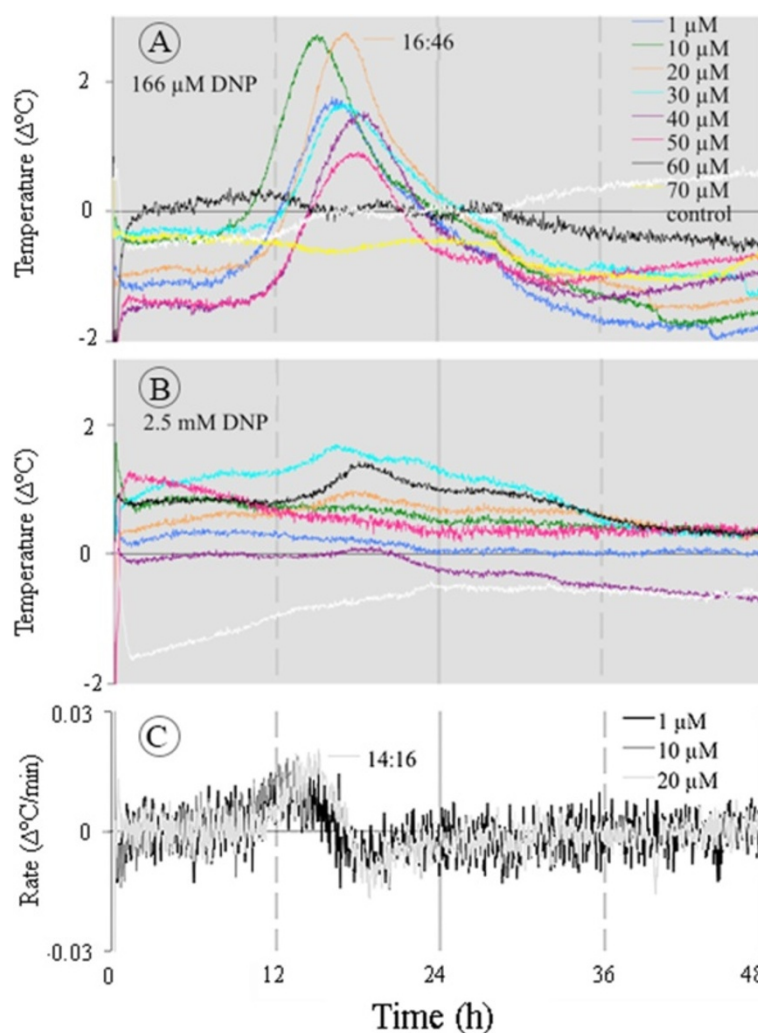 A
166 µM DNP
16:46
1 µM
10 µM
20 µM
30 µM
40 µM
50 µM
60 µM
70 µM
control
Temperature (Δ°C)
2
0
-2
B
2.5 mM DNP
Temperature (Δ°C)
2
0
-2
C
14:16
1 µM
10 µM
20 µM
Rate (Δ°C/min)
0.03
0
-0.03
0 12 24 36 48
Time (h)